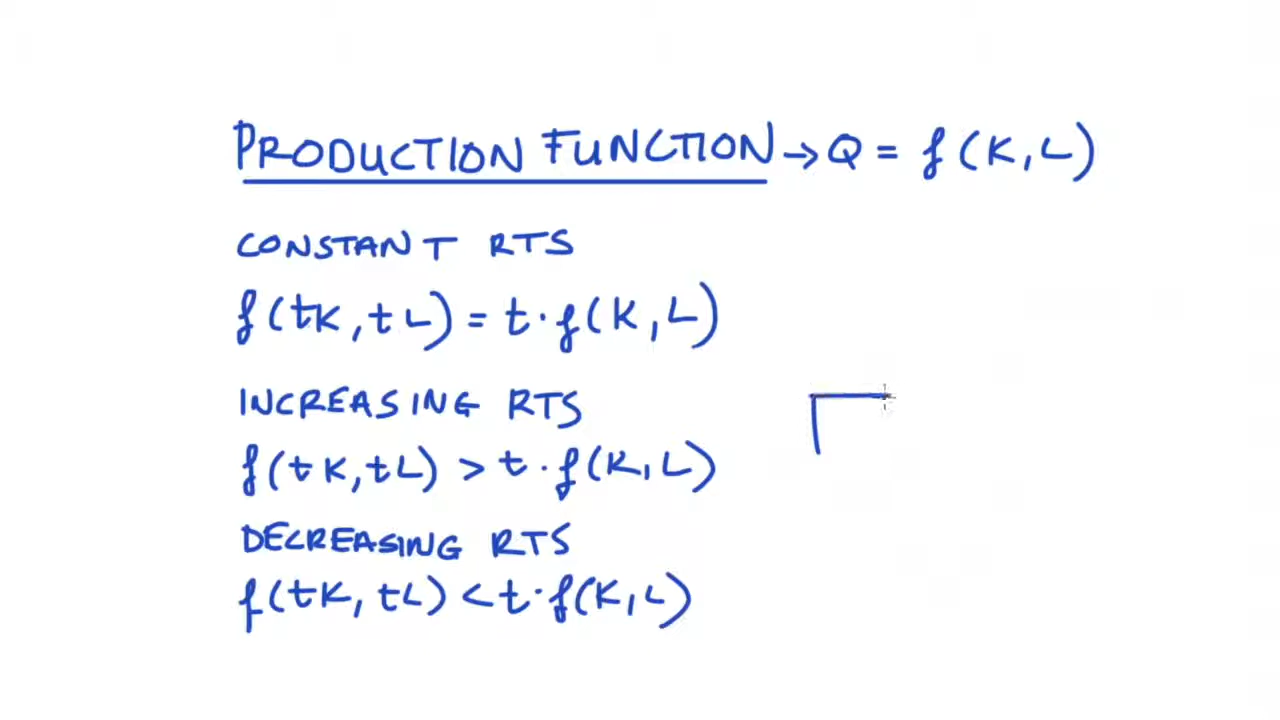 PRODUCTION FUNCTION → Q = f(K, L)
CONSTANT RTS
f(tK, tL) = t · f(K, L)
INCREASING RTS
f(tK, tL) > t · f(K, L)
DECREASING RTS
f(tK, tL) < t · f(K, L)